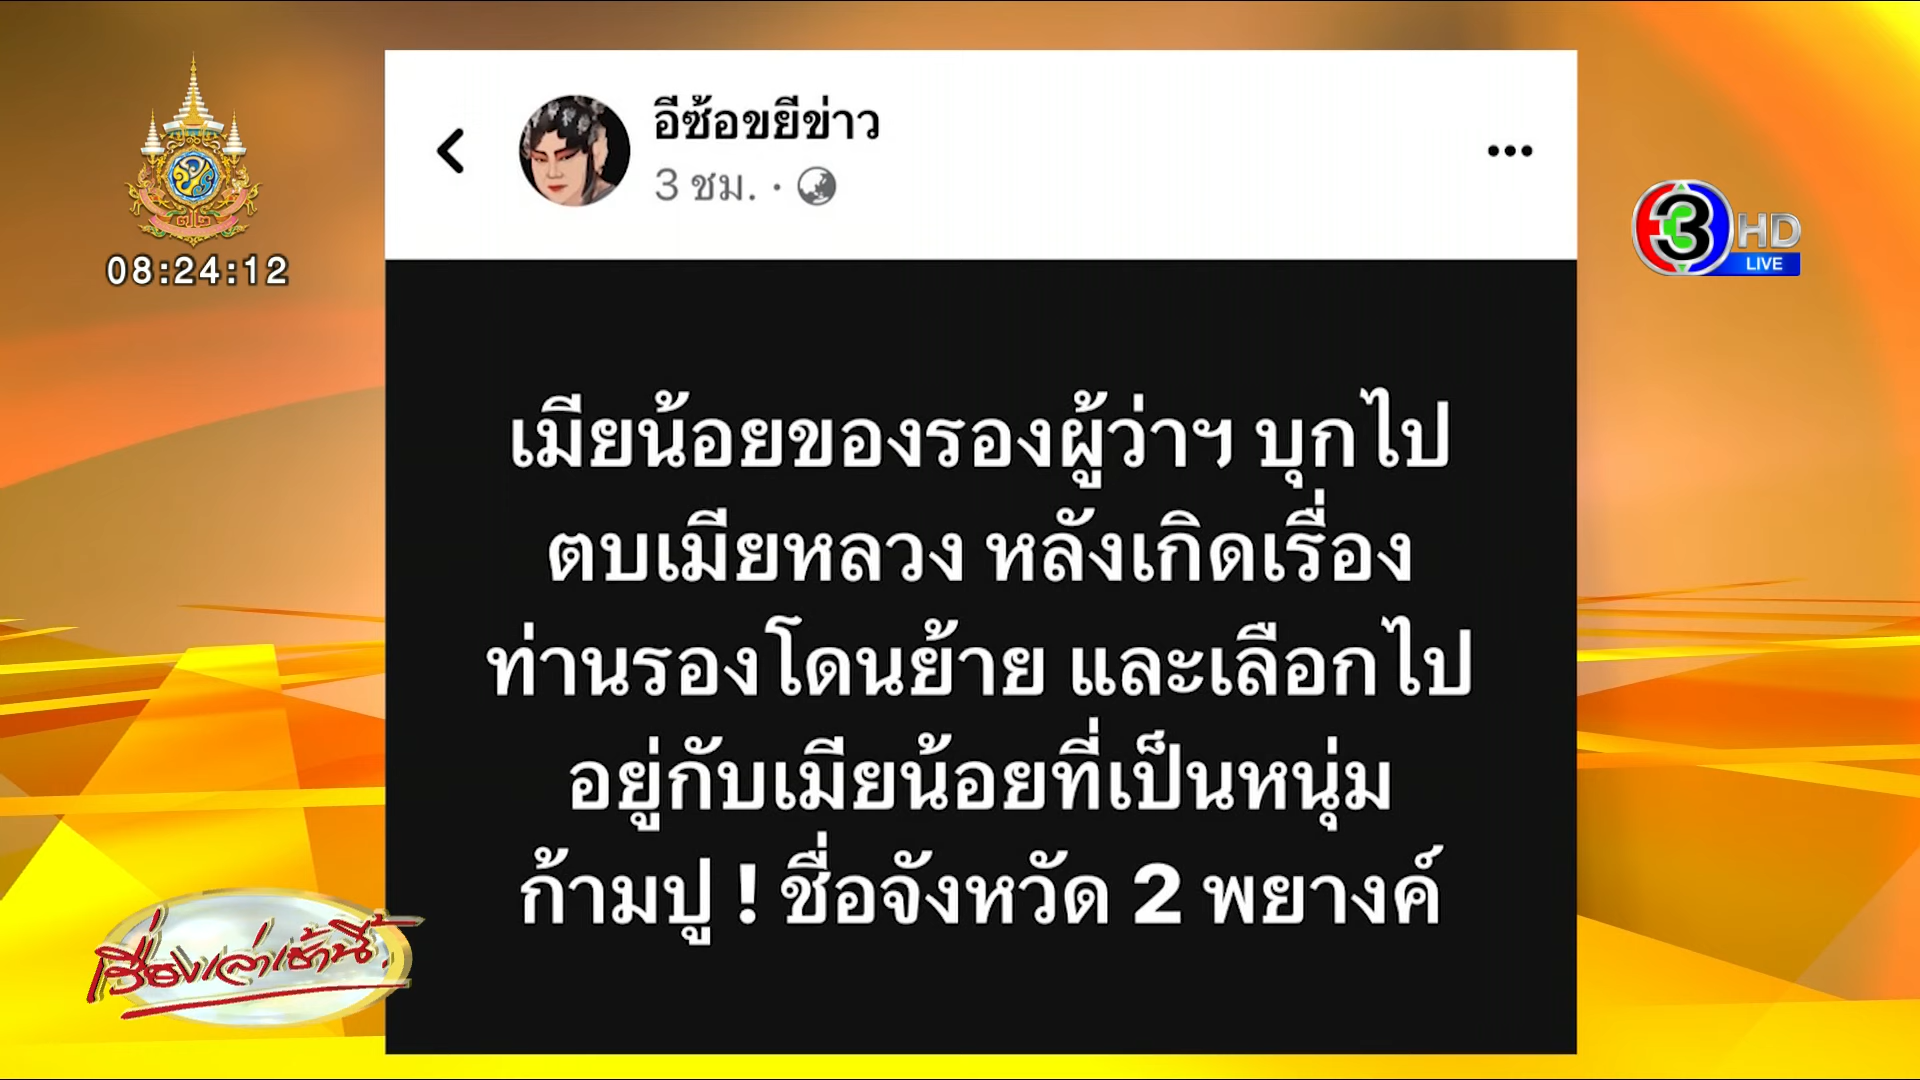 อีซ้อขยี้ข่าว
3 ชม.
๗๒
08:24:12
3 HD
LIVE
เมียน้อยของรองผู้ว่าฯ บุกไป
ตบเมียหลวง หลังเกิดเรื่อง
ท่านรองโดนย้าย และเลือกไป
อยู่กับเมียน้อยที่เป็นหนุ่ม
ก้ามปู ! ชื่อจังหวัด 2 พยางค์
เรื่องเล่าเช้านี้